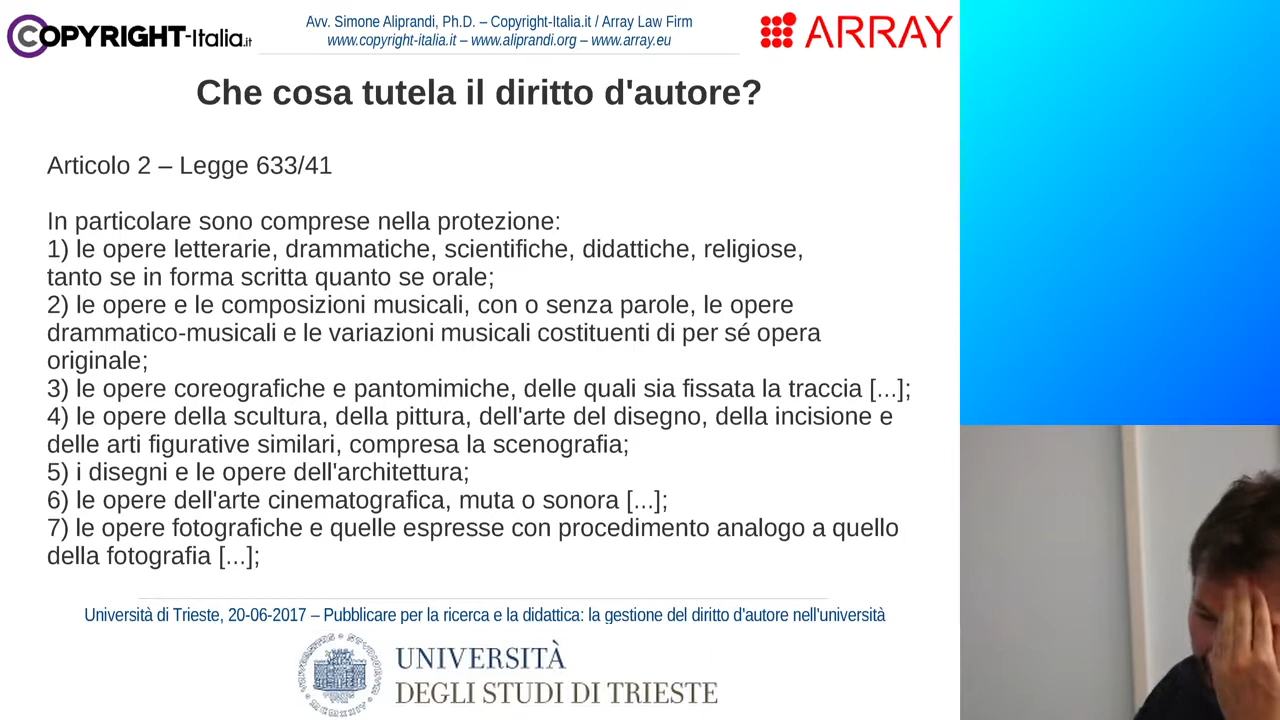 COPYRIGHT-Italia.it
Avv. Simone Aliprandi, Ph.D. – Copyright-Italia.it / Array Law Firm
www.copyright-italia.it – www.aliprandi.org – www.array.eu
ARRAY
Che cosa tutela il diritto d'autore?
Articolo 2 – Legge 633/41
In particolare sono comprese nella protezione:
1) le opere letterarie, drammatiche, scientifiche, didattiche, religiose,
tanto se in forma scritta quanto se orale;
2) le opere e le composizioni musicali, con o senza parole, le opere
drammatico-musicali e le variazioni musicali costituenti di per sé opera
originale;
3) le opere coreografiche e pantomimiche, delle quali sia fissata la traccia [...];
4) le opere della scultura, della pittura, dell'arte del disegno, della incisione e
delle arti figurative similari, compresa la scenografia;
5) i disegni e le opere dell'architettura;
6) le opere dell'arte cinematografica, muta o sonora [...];
7) le opere fotografiche e quelle espresse con procedimento analogo a quello
della fotografia [...];
Università di Trieste, 20-06-2017 – Pubblicare per la ricerca e la didattica: la gestione del diritto d'autore nell'università
UNIVERSITÀ
DEGLI STUDI DI TRIESTE